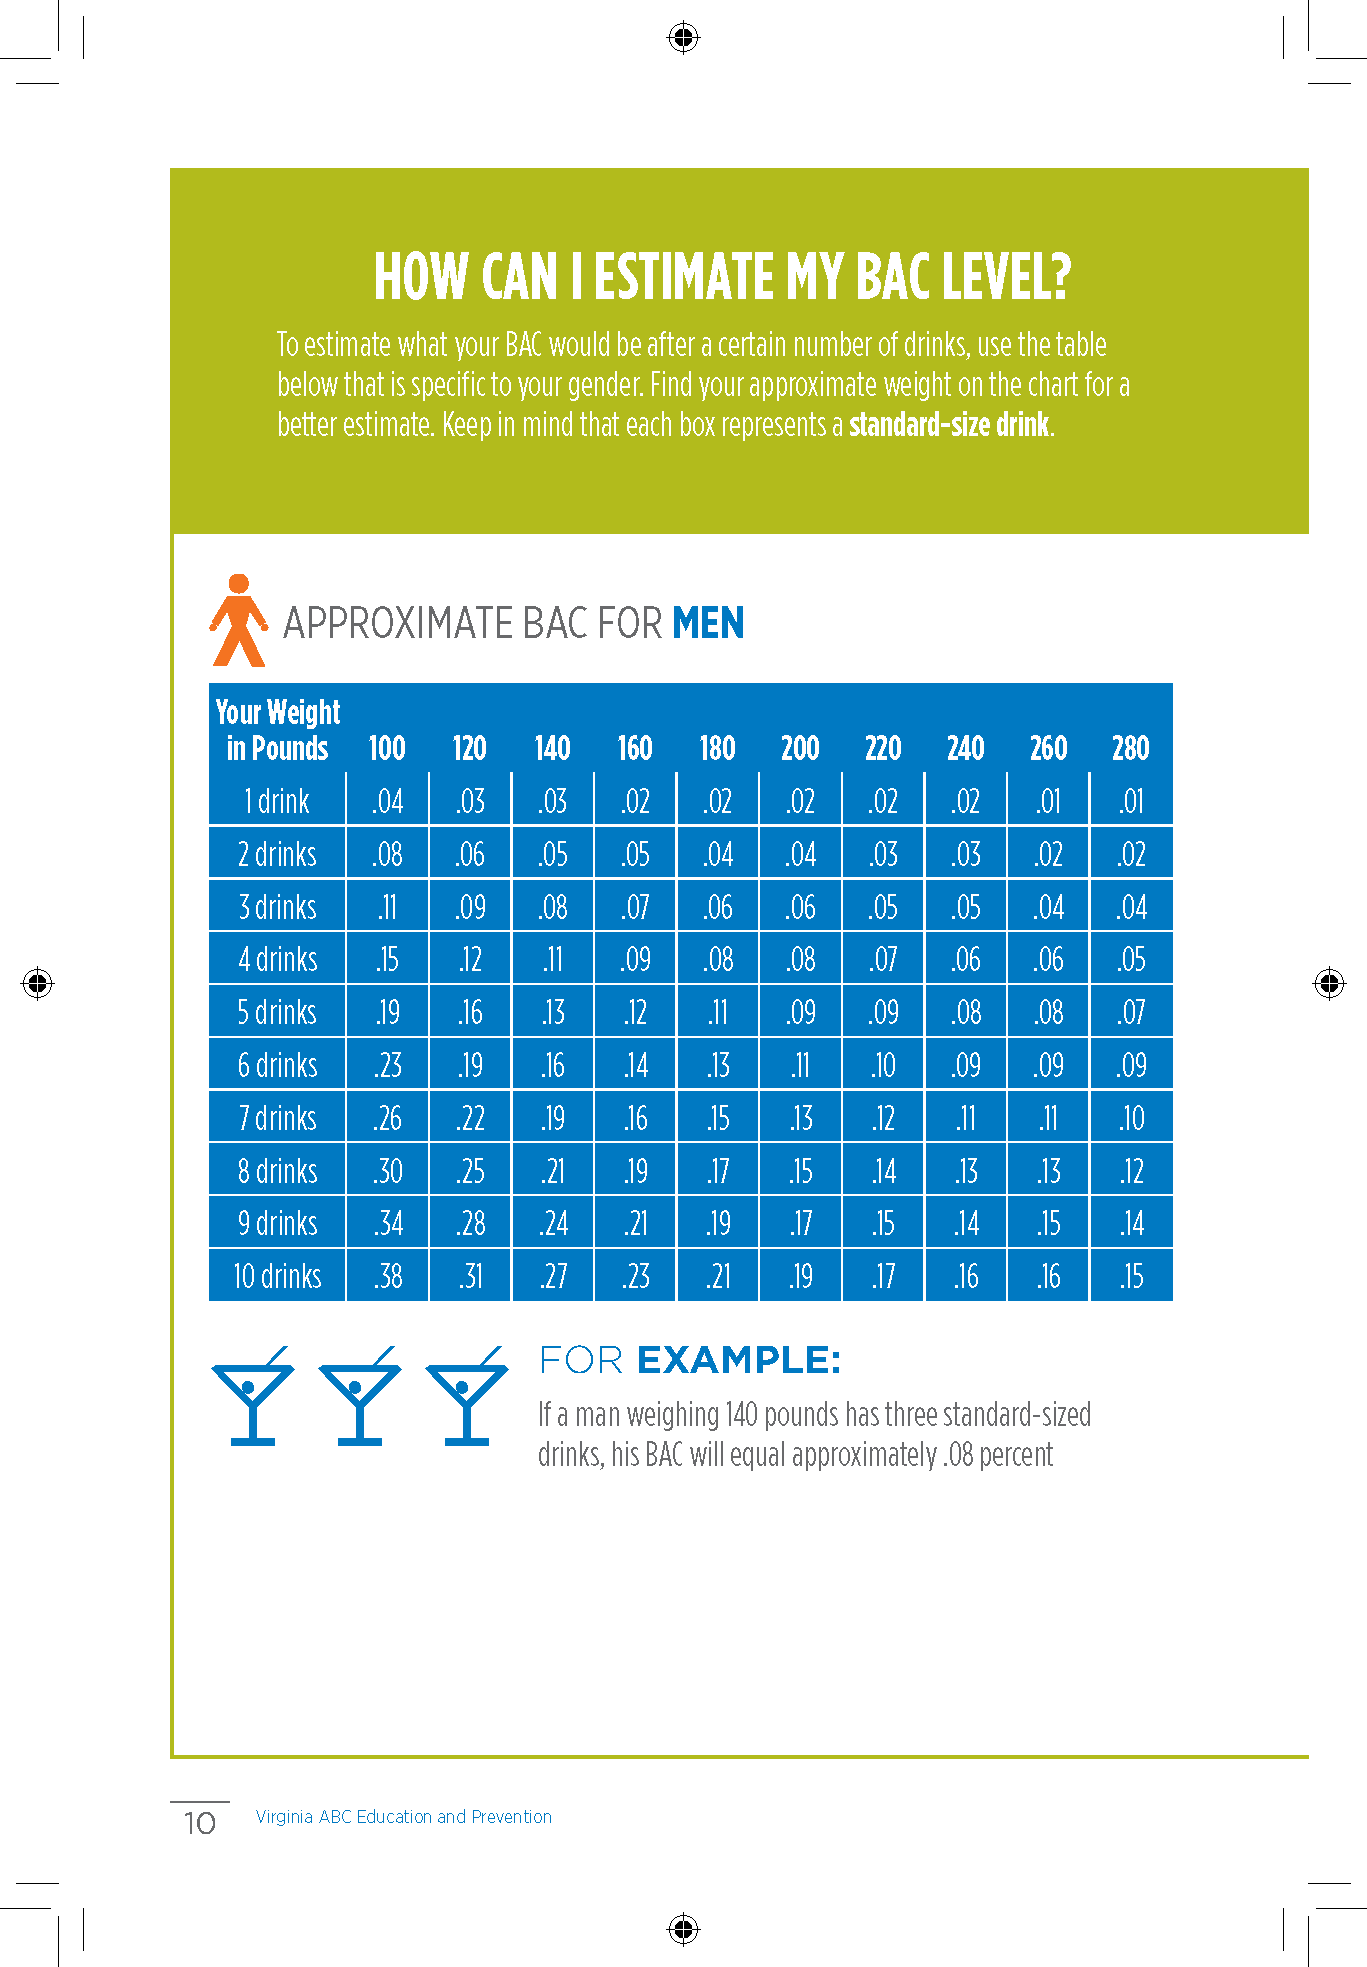 HOW CAN I ESTIMATE MY BAC LEVEL?
To estimate what your BAC would be after a certain number of drinks, use the table
below that is specific to your gender. Find your approximate weight on the chart for a
better estimate. Keep in mind that each box represents a standard-size drink.
APPROXIMATE BAC FOR MEN
Your Weight
in Pounds 100 120 140 160 180 200 220 240 260 280
1 drink .04 .03 .03 .02 .02 .02 .02 .02 .01 .01
2 drinks .08 .06 .05 .05 .04 .04 .03 .03 .02 .02
3 drinks .11 .09 .08 .07 .06 .06 .05 .05 .04 .04
4 drinks .15 .12 .11 .09 .08 .08 .07 .06 .06 .05
5 drinks .19 .16 .13 .12 .11 .09 .09 .08 .08 .07
6 drinks .23 .19 .16 .14 .13 .11 .10 .09 .09 .09
7 drinks .26 .22 .19 .16 .15 .13 .12 .11 .11 .10
8 drinks .30 .25 .21 .19 .17 .15 .14 .13 .13 .12
9 drinks .34 .28 .24 .21 .19 .17 .15 .14 .15 .14
10 drinks .38 .31 .27 .23 .21 .19 .17 .16 .16 .15
FOR EXAMPLE:
If a man weighing 140 pounds has three standard-sized
drinks, his BAC will equal approximately .08 percent
10 Virginia ABC Education and Prevention